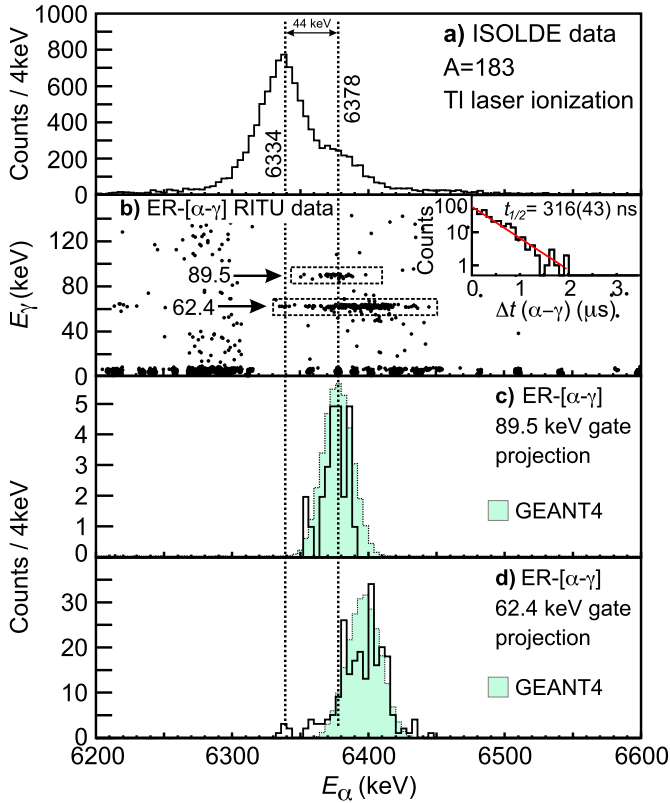 1000
800
600
400
200
0
Counts / 4keV
44 keV
6334
6378
a) ISOLDE data
A=183
Tl laser ionization
b) ER-[α-γ] RITU data
120
80
40
0
Eγ (keV)
89.5
62.4
100
10
1
Counts
t1/2= 316(43) ns
0 1 2 3
Δt (α-γ) (μs)
5
4
3
2
1
0
c) ER-[α-γ]
89.5 keV gate
projection
GEANT4
Counts / 4keV
30
20
10
0
d) ER-[α-γ]
62.4 keV gate
projection
GEANT4
6200 6300 6400 6500 6600
Eα (keV)